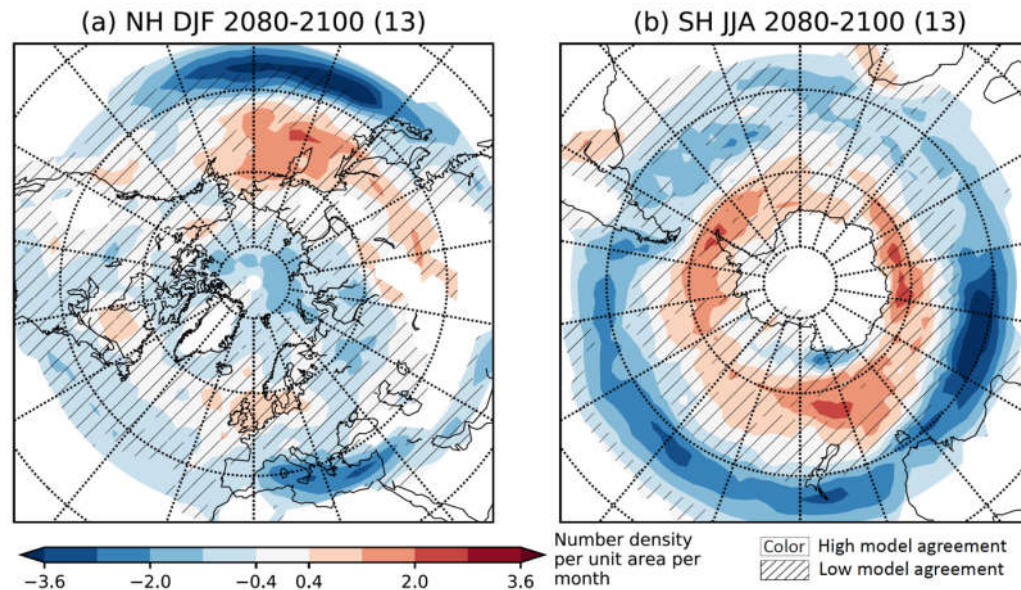 (a) NH DJF 2080-2100 (13)
(b) SH JJA 2080-2100 (13)
−3.6 −2.0 −0.4 0.4 2.0 3.6
Number density
per unit area per
month
Color High model agreement
Low model agreement